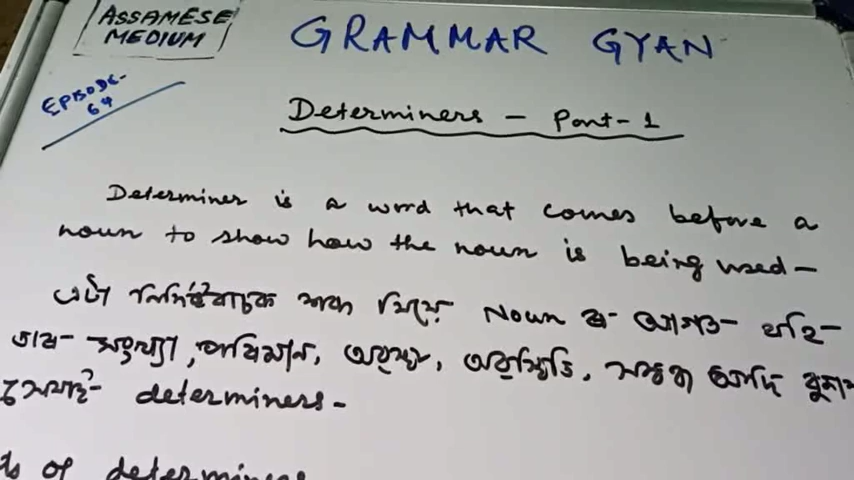 ASSAMESE
MEDIUM
GRAMMAR GYAN
EPISODE-
64
Determiners - Part-1
Determiner is a word that comes before a
noun to show how the noun is being used-
এটা নিৰ্দিষ্টবাচক শব্দ যিয়ে Noun ৰ আগত বহি-
তাৰ সংখ্যা, পৰিমাণ, অৱস্থা, অৱস্থিতি, সম্বন্ধ আদি
সেয়াই determiners-
of determiners